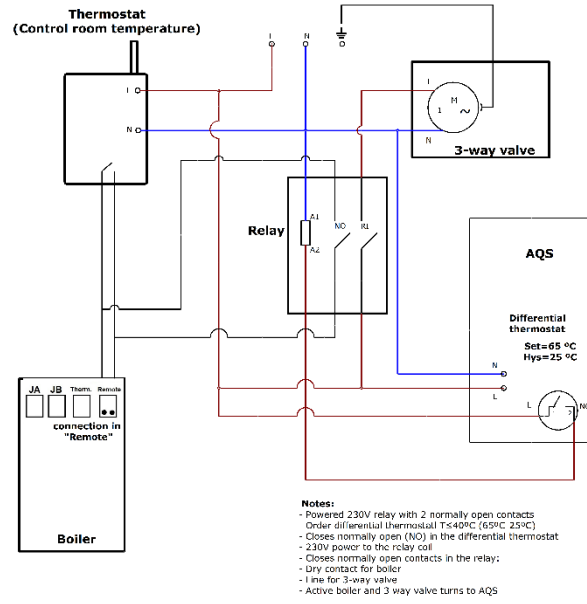 Thermostat
(Control room temperature)
I
N
I
N
I
M
1
N
3-way valve
Relay
A1
A2
NO
R1
AQS
Differential
thermostat
Set=65 ºC
Hys=25 ºC
N
L
L
1
2
NO
JA
JB
Therm.
Remote
connection in
"Remote"
Boiler
Notes:
- Powered 230V relay with 2 normally open contacts
Order differential thermostatl T≤40ºC (65ºC 25ºC)
- Closes normally open (NO) in the differential thermostat
- 230V power to the relay coil
- Closes normally open contacts in the relay:
- Dry contact for boiler
- Line for 3-way valve
- Active boiler and 3 way valve turns to AQS